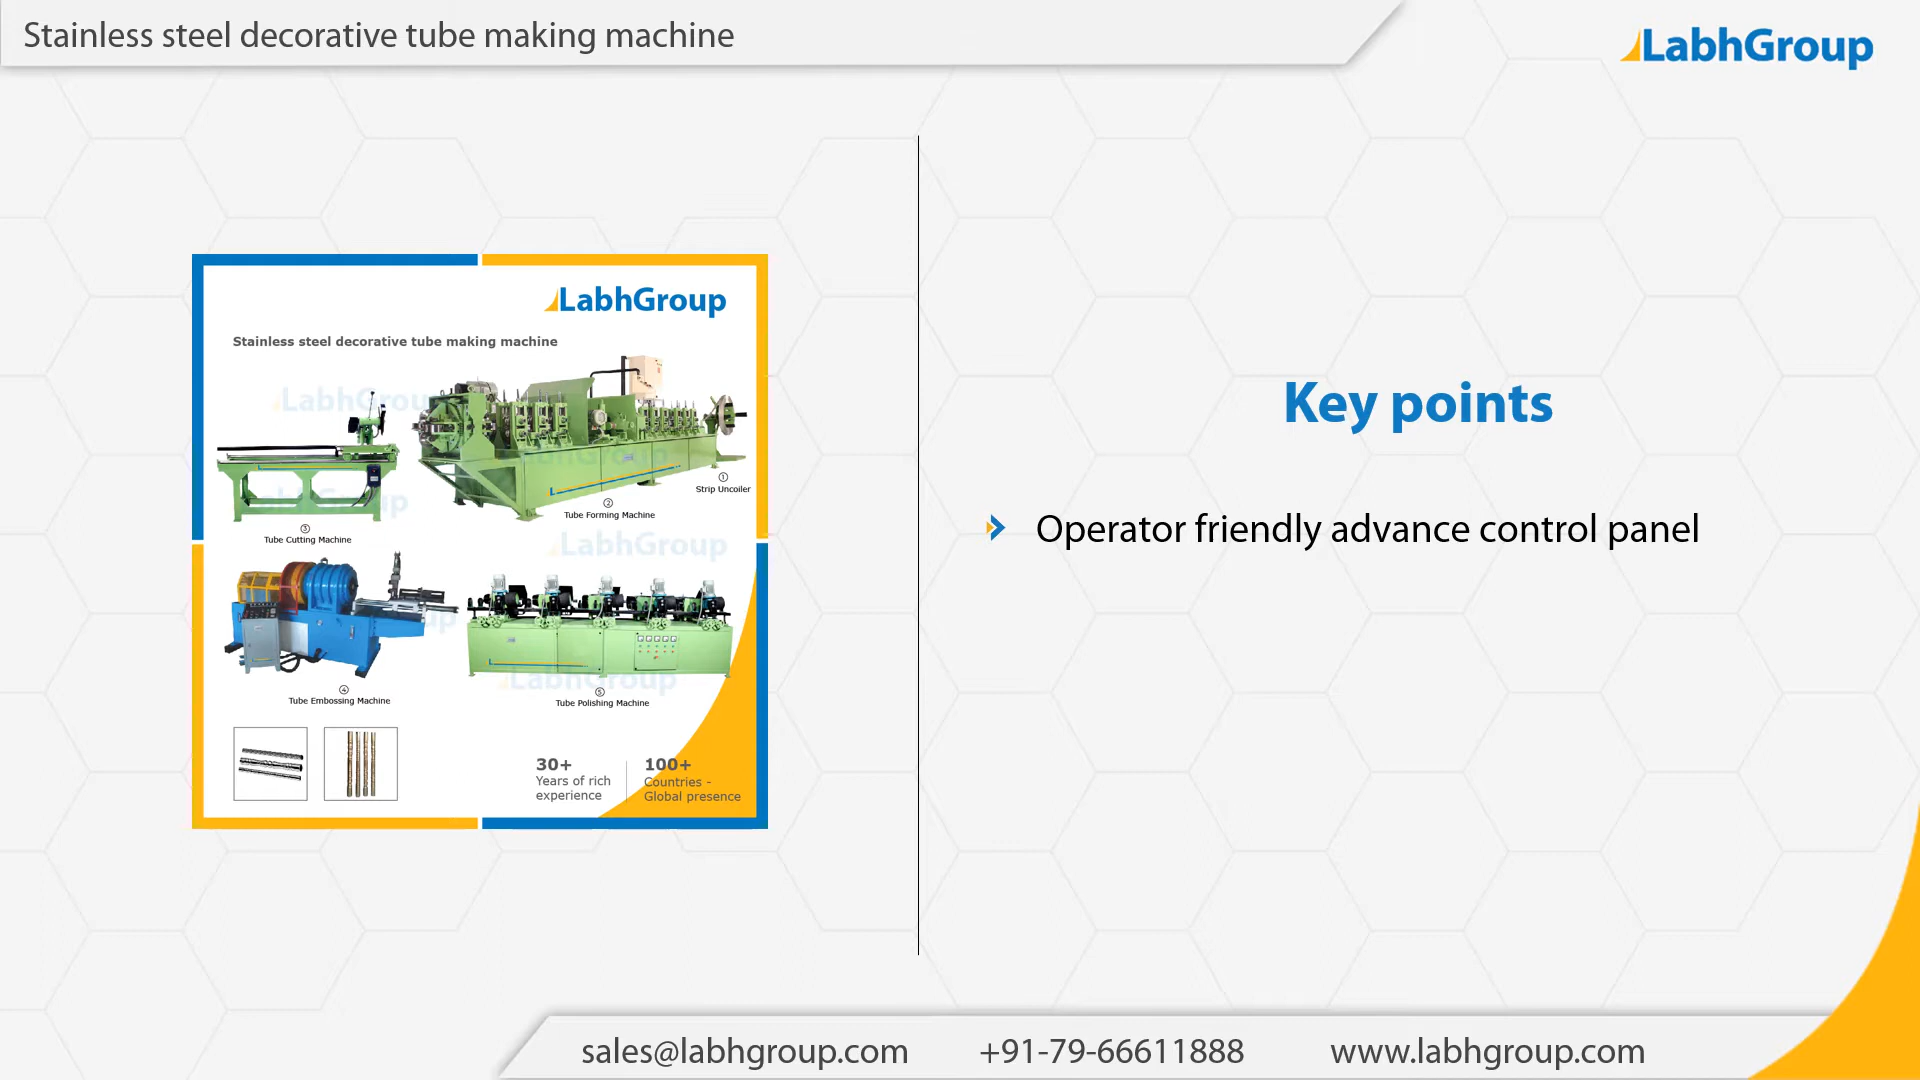 Stainless steel decorative tube making machine
LabhGroup
LabhGroup
Stainless steel decorative tube making machine
LabhGroup
LabhGroup
① 
Strip Uncoiler
②
Tube Forming Machine
③
Tube Cutting Machine
LabhGroup
④
Tube Embossing Machine
LabhGroup
⑤
Tube Polishing Machine
30+
Years of rich
experience
100+
Countries -
Global presence
Key points
Operator friendly advance control panel
sales@labhgroup.com
+91-79-66611888
www.labhgroup.com